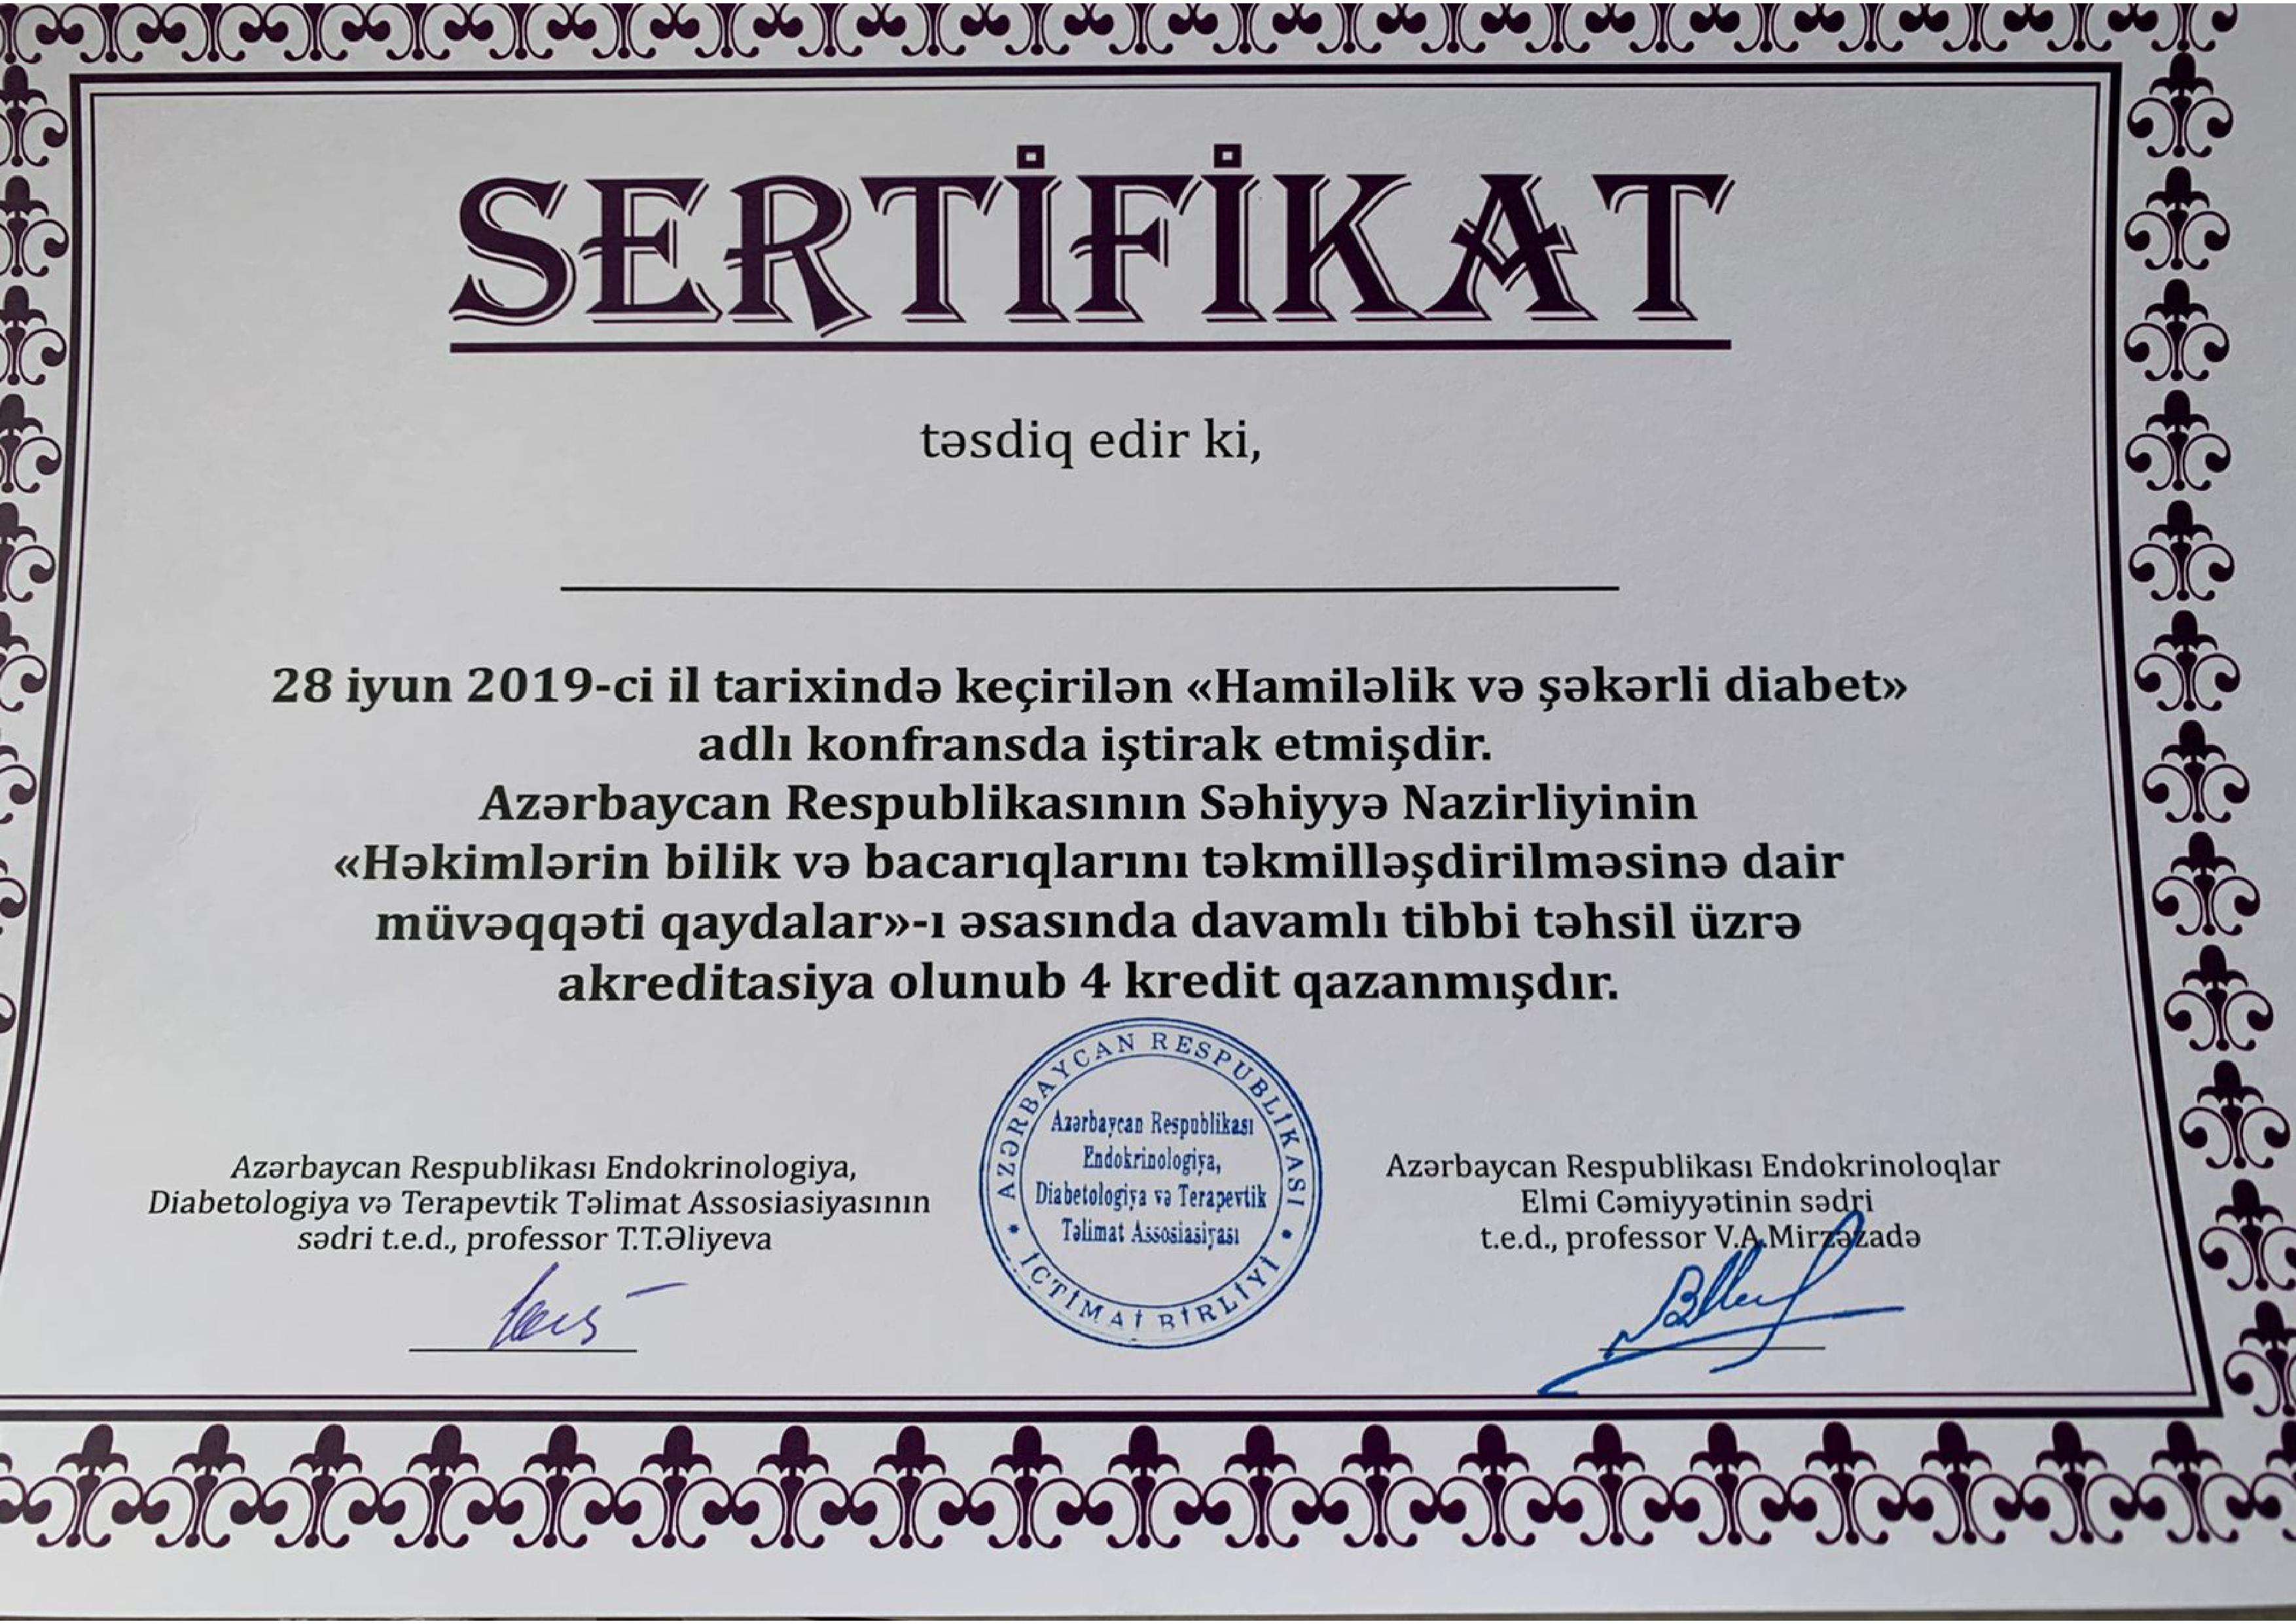 SERTİFİKAT
təsdiq edir ki,
28 iyun 2019-ci il tarixində keçirilən «Hamiləlik və şəkərli diabet»
adlı konfransda iştirak etmişdir.
Azərbaycan Respublikasının Səhiyyə Nazirliyinin
«Həkimlərin bilik və bacarıqlarını təkmilləşdirilməsinə dair
müvəqqəti qaydalar»-ı əsasında davamlı tibbi təhsil üzrə
akreditasiya olunub 4 kredit qazanmışdır.
Azərbaycan Respublikası Endokrinologiya,
Diabetologiya və Terapevtik Təlimat Assosiasiyasının
sədri t.e.d., professor T.T.Əliyeva
AZƏRBAYCAN RESPUBLİKASI
Azərbaycan Respublikası
Endokrinologiya,
Diabetologiya və Terapevtik
Təlimat Assosiasiyası
İCTİMAİ BİRLİYİ
Azərbaycan Respublikası Endokrinoloqlar
Elmi Cəmiyyətinin sədri
t.e.d., professor V.A.Mirzəzadə